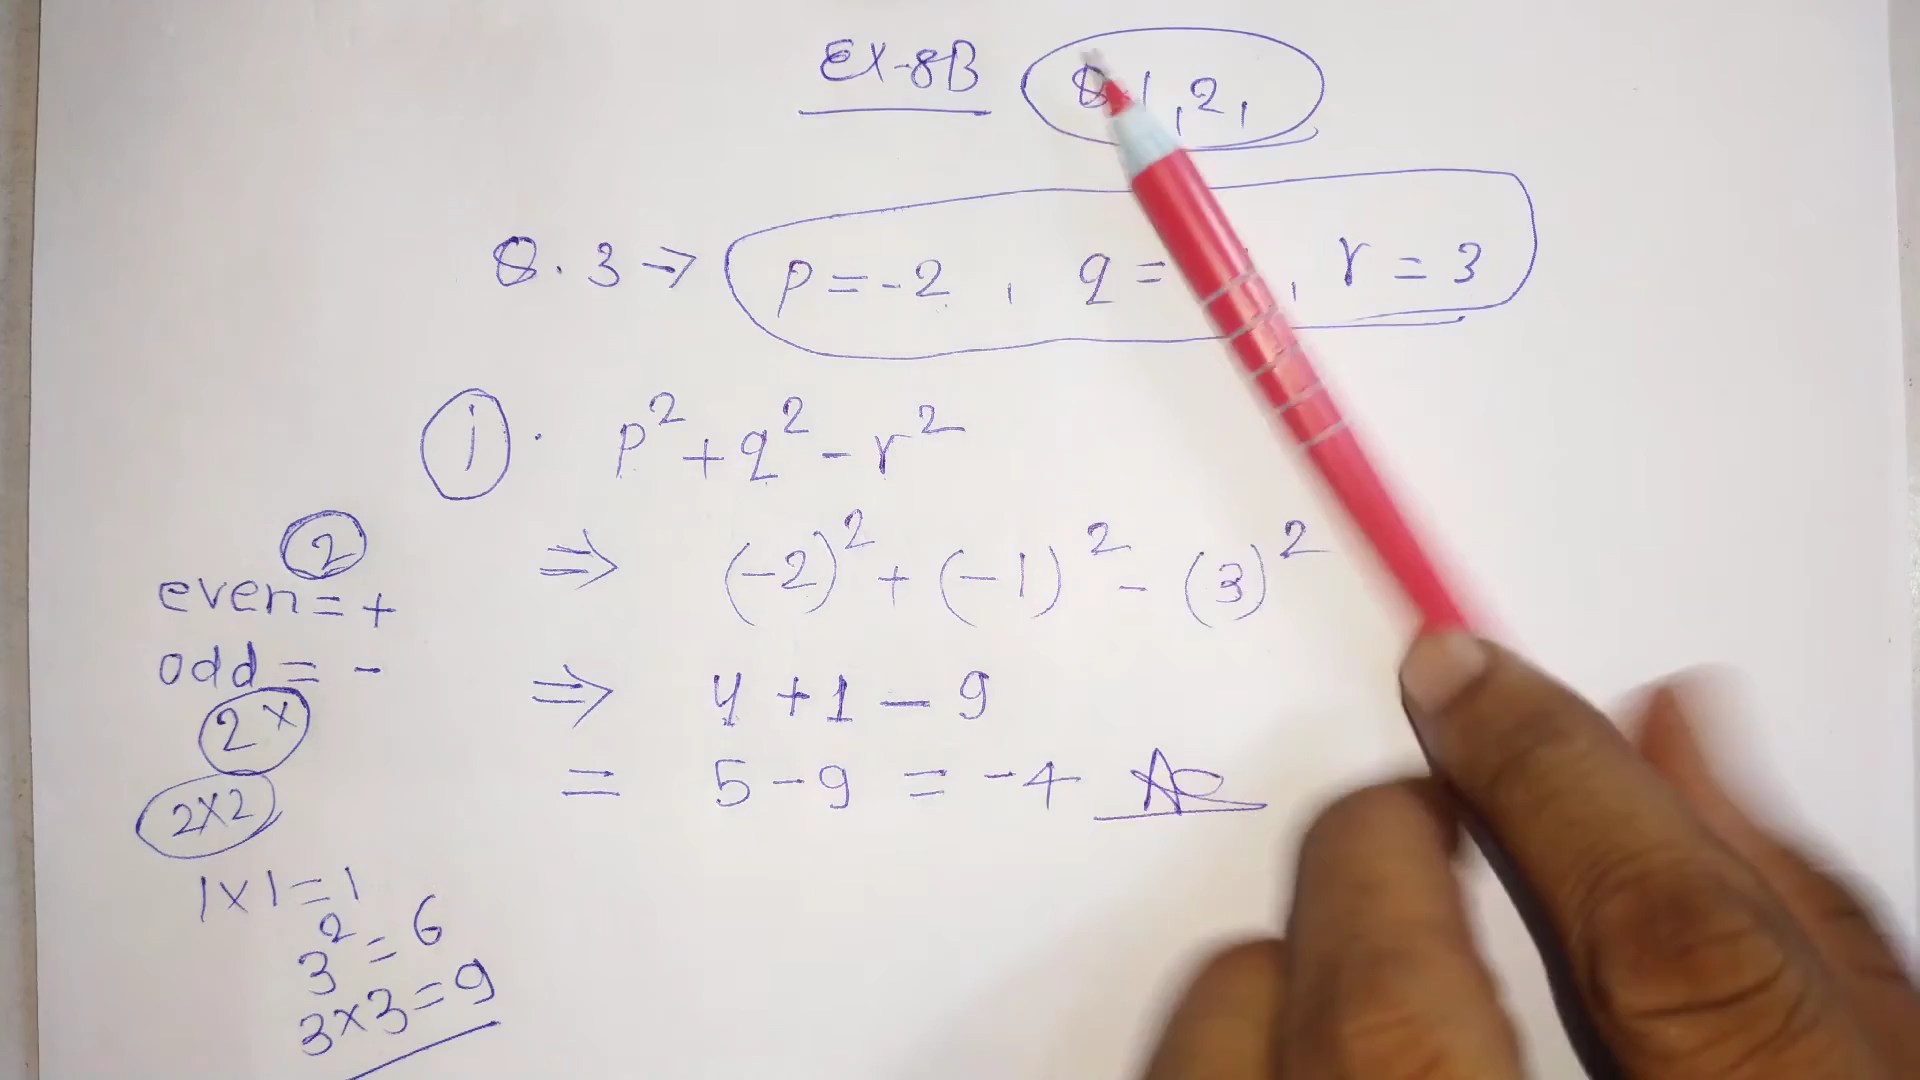 EX-8B Q.1, 2,
Q.3 → p = -2 , q = , r = 3
i . p² + q² - r²
⇒ (-2)² + (-1)² - (3)²
⇒ 4 + 1 - 9
= 5 - 9 = -4
2
even = +
odd = -
2 ×
2×2
1×1=1
3² = 6
3×3=9